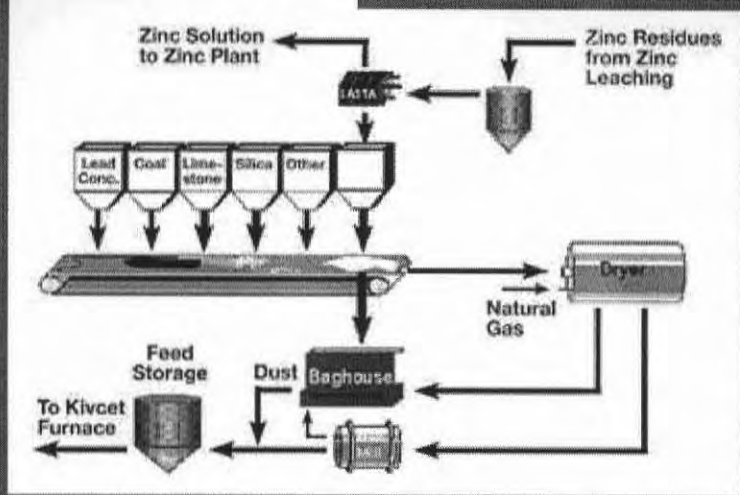 Zinc Solution
to Zinc Plant
Zinc Residues
from Zinc
Leaching
LASTA
Lead
Conc.
Coal
Lime-
stone
Silica
Other
Dryer
Natural
Gas
Feed
Storage
Dust
Baghouse
To Kivcet
Furnace